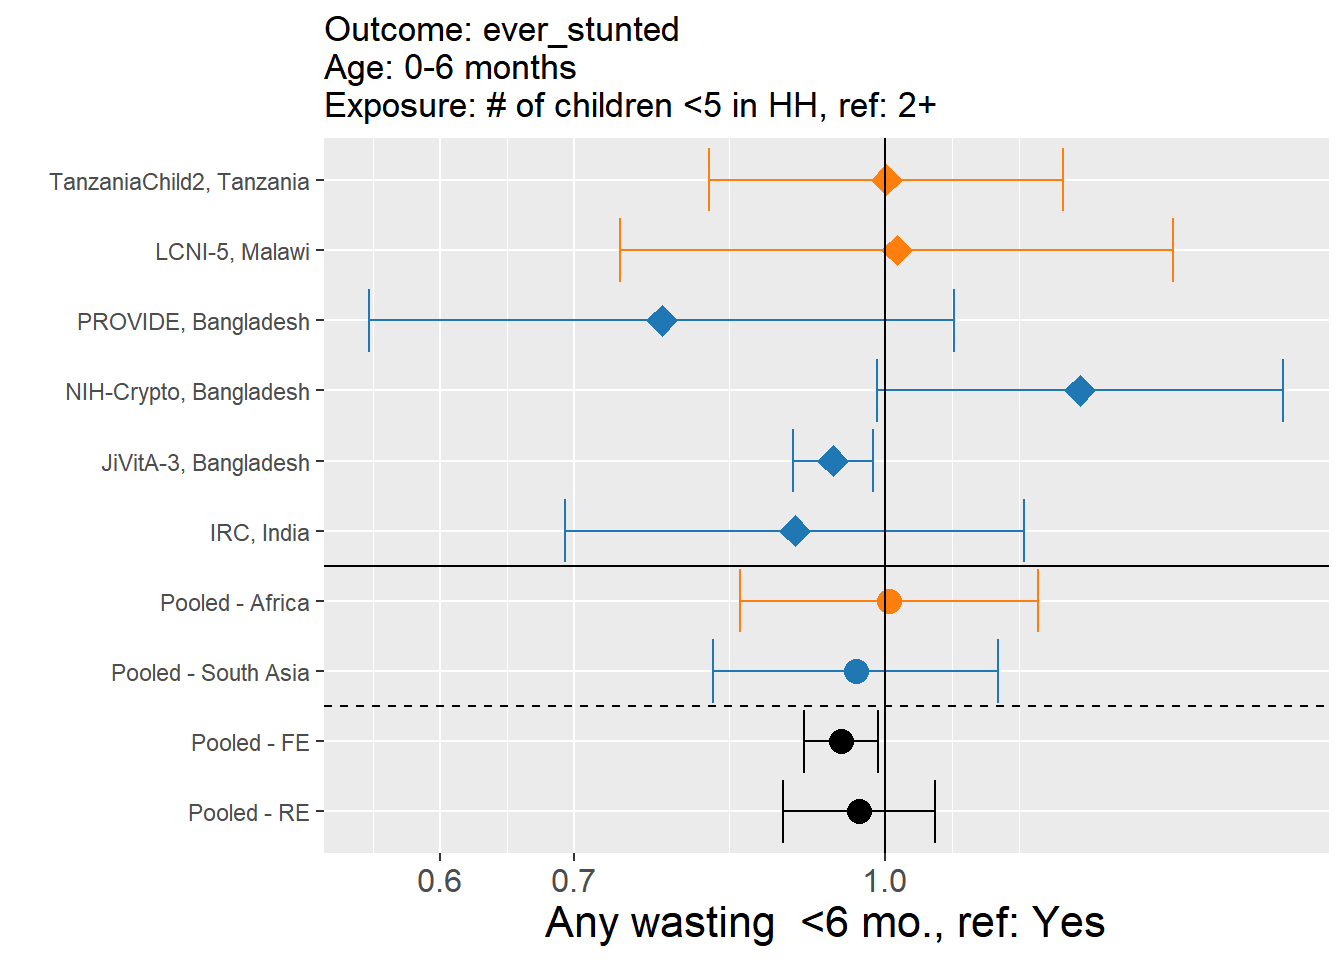 Outcome: ever_stunted
Age: 0-6 months
Exposure: # of children <5 in HH, ref: 2+
TanzaniaChild2, Tanzania
LCNI-5, Malawi
PROVIDE, Bangladesh
NIH-Crypto, Bangladesh
JiVitA-3, Bangladesh
IRC, India
Pooled - Africa
Pooled - South Asia
Pooled - FE
Pooled - RE
0.6 0.7 1.0
Any wasting  <6 mo., ref: Yes